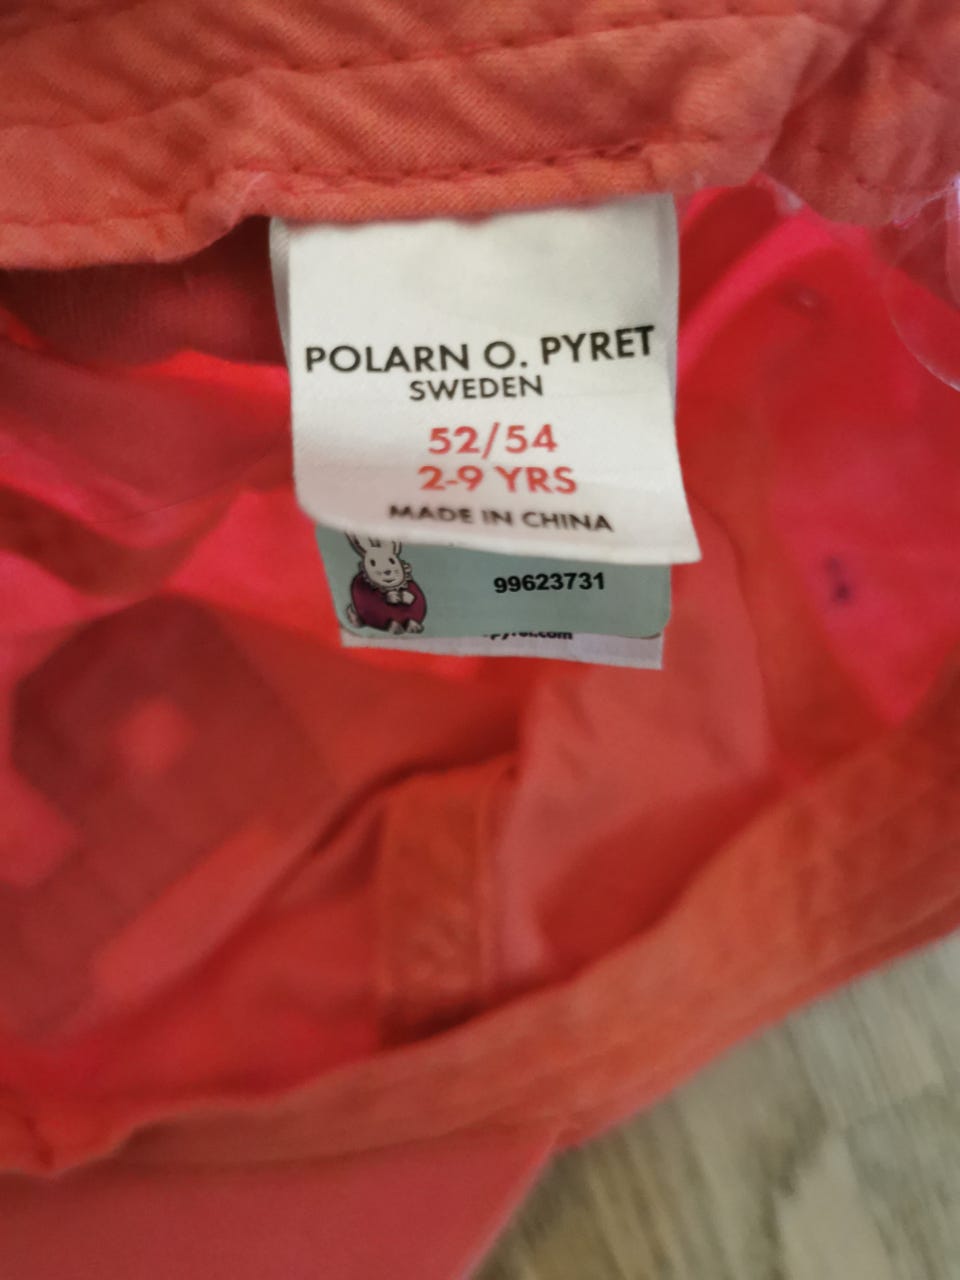 POLARN O. PYRET
SWEDEN
52/54
2-9 YRS
MADE IN CHINA
99623731